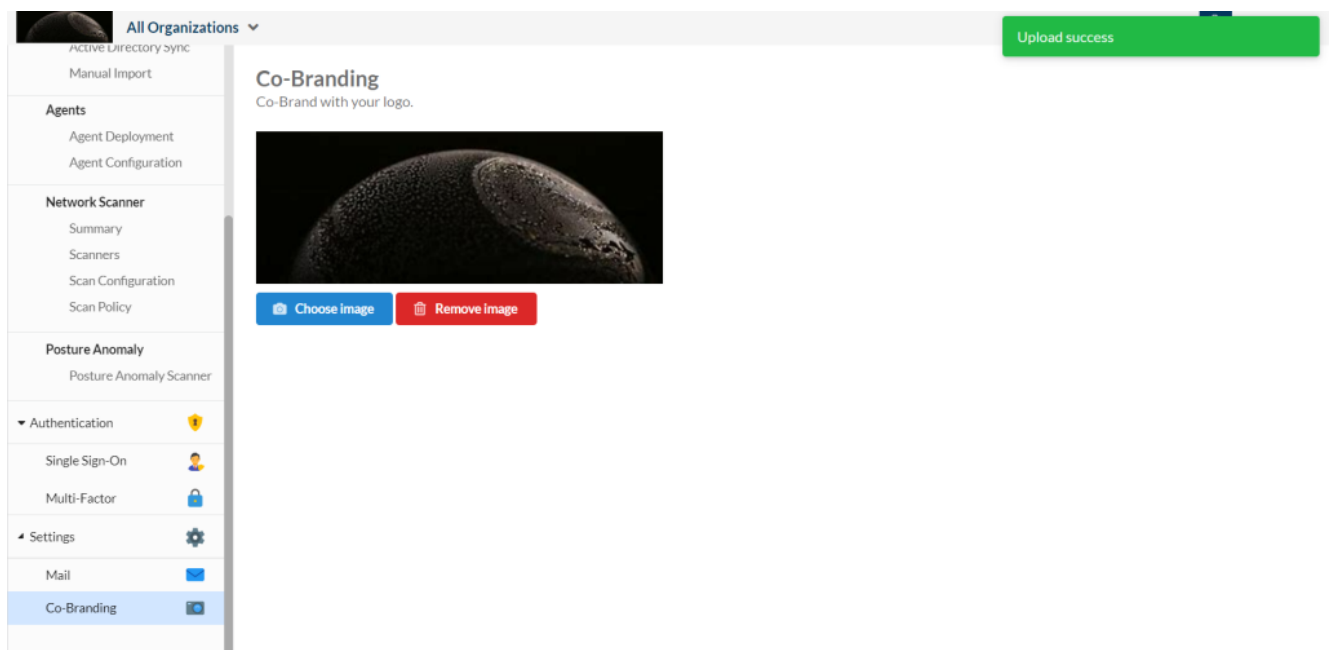 All Organizations
Upload success
Active Directory Sync
Manual Import
Agents
Agent Deployment
Agent Configuration
Network Scanner
Summary
Scanners
Scan Configuration
Scan Policy
Posture Anomaly
Posture Anomaly Scanner
Authentication
Single Sign-On
Multi-Factor
Settings
Mail
Co-Branding
Co-Branding
Co-Brand with your logo.
Choose image
Remove image